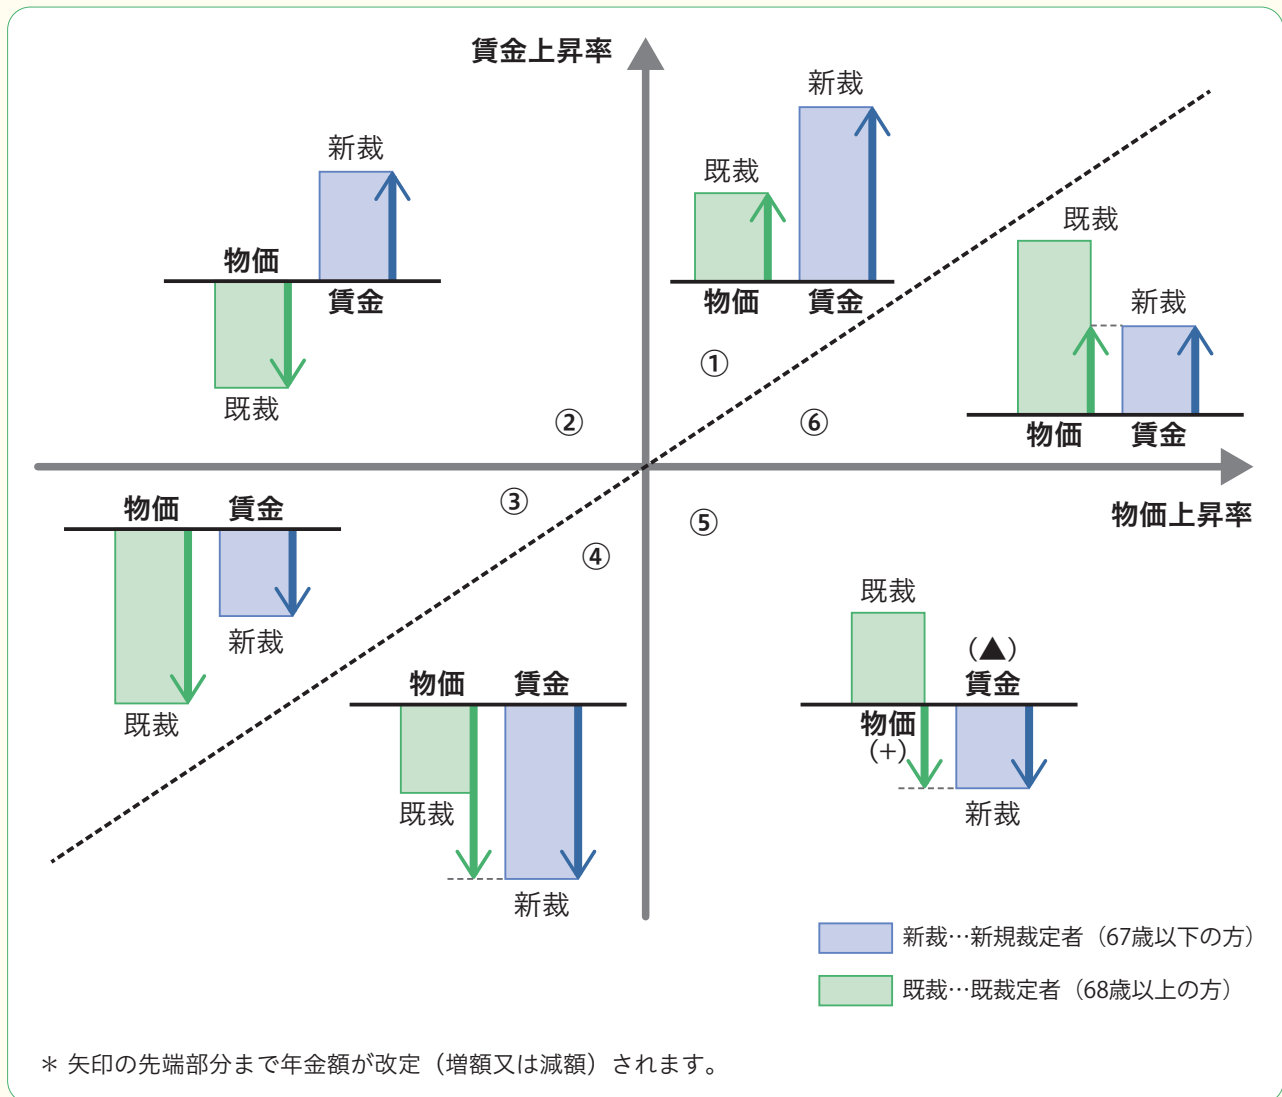 賃金上昇率
新裁
物価
賃金
既裁
新裁
既裁
物価
賃金
①
既裁
新裁
物価
賃金
⑥
②
物価上昇率
物価
賃金
新裁
既裁
③
④
物価
賃金
既裁
新裁
⑤
既裁
(▲)
賃金
物価
(+)
新裁
新裁…新規裁定者（67歳以下の方）
既裁…既裁定者（68歳以上の方）
＊ 矢印の先端部分まで年金額が改定（増額又は減額）されます。